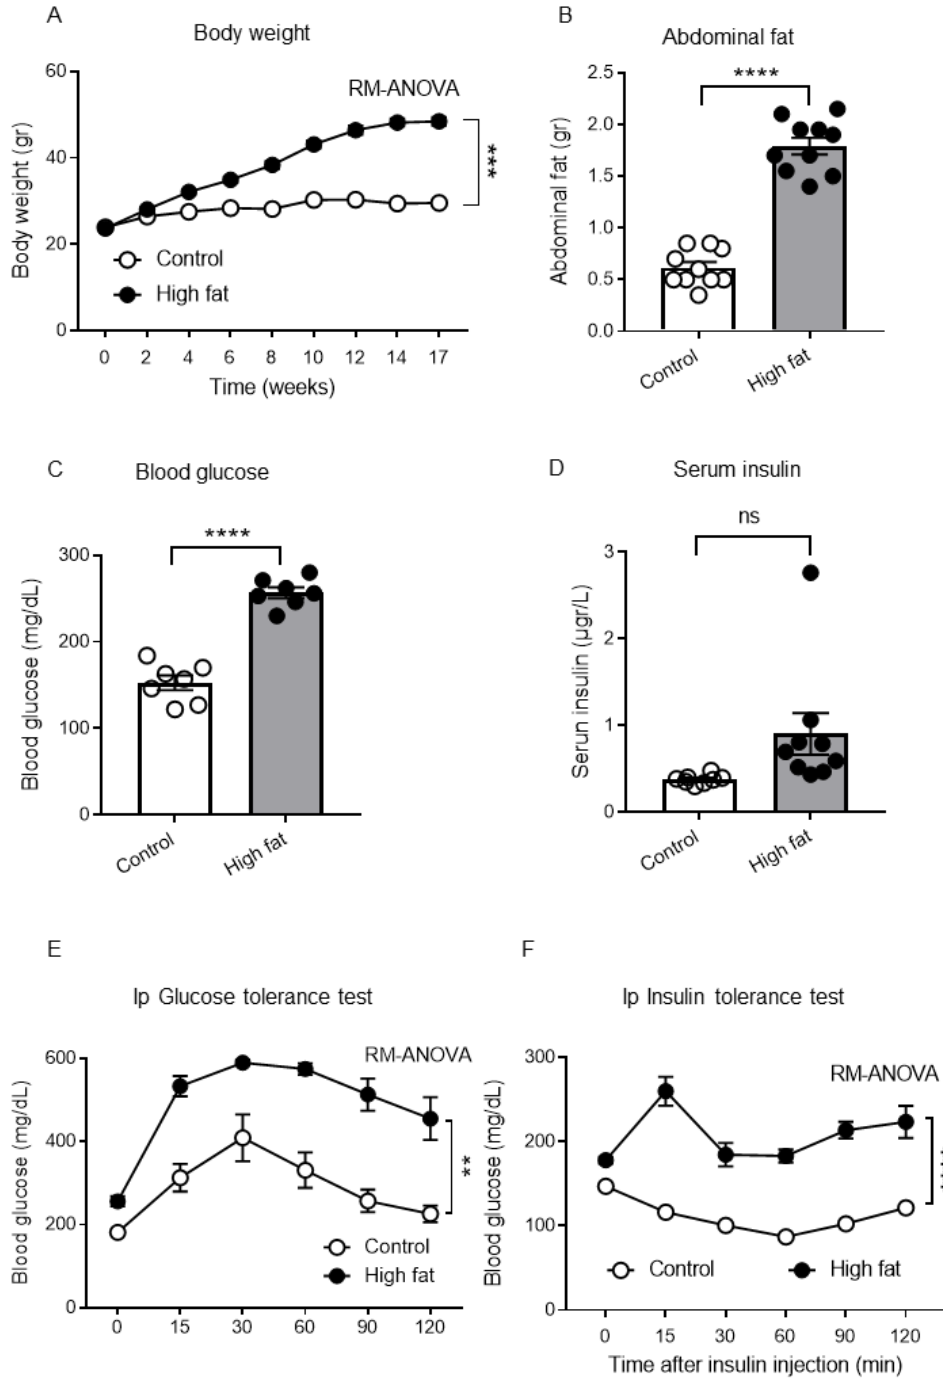 A
Body weight
60
40
20
0
Body weight (gr)
RM-ANOVA
***
Control
High fat
0 2 4 6 8 10 12 14 17
Time (weeks)
B
Abdominal fat
****
2.5
2.0
1.5
1.0
0.5
0.0
Abdominal fat (gr)
Control
High fat
C
Blood glucose
****
300
200
100
0
Blood glucose (mg/dL)
Control
High fat
D
Serum insulin
ns
3
2
1
0
Serun insulin (µgr/L)
Control
High fat
E
Ip Glucose tolerance test
RM-ANOVA
600
400
200
0
Blood glucose (mg/dL)
**
Control
High fat
0 15 30 60 90 120
F
Ip Insulin tolerance test
RM-ANOVA
300
200
100
0
Blood glucose (mg/dL)
Control
High fat
0 15 30 60 90 120
Time after insulin injection (min)